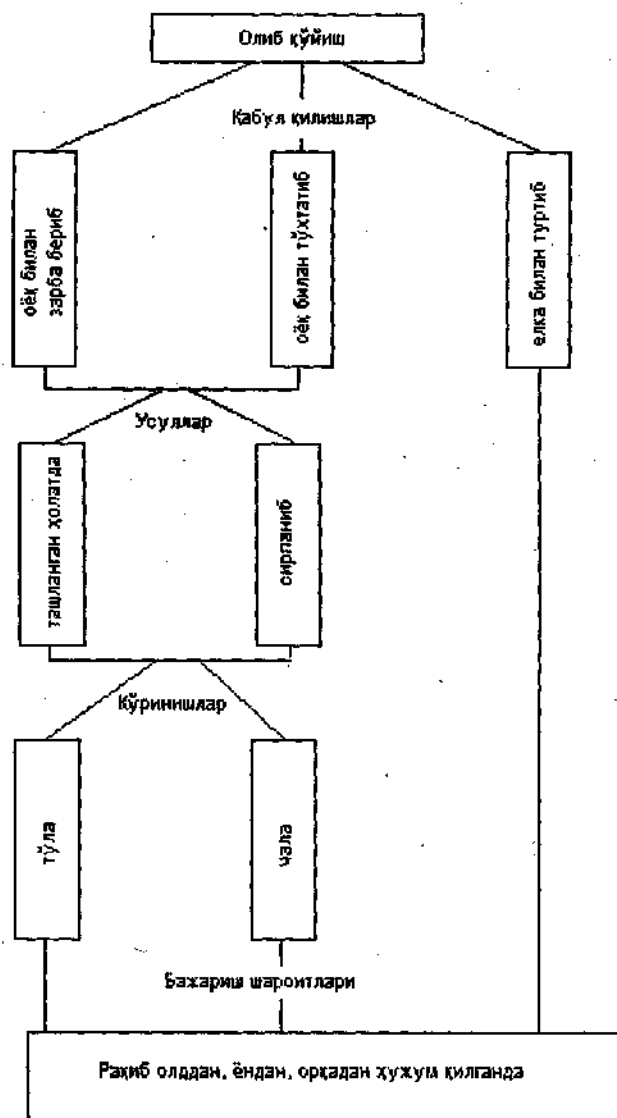 Олиб қўйиш
Қабул қилишлар
оёқ билан
зарба бериб
оёқ билан тўхтатиб
елка билан туртиб
Усуллар
ташланган ҳолатда
сирпаниб
Кўринишлар
тўла
чала
Бажариш шароитлари
Рақиб олддан, ёндан, орқадан ҳужум қилганда